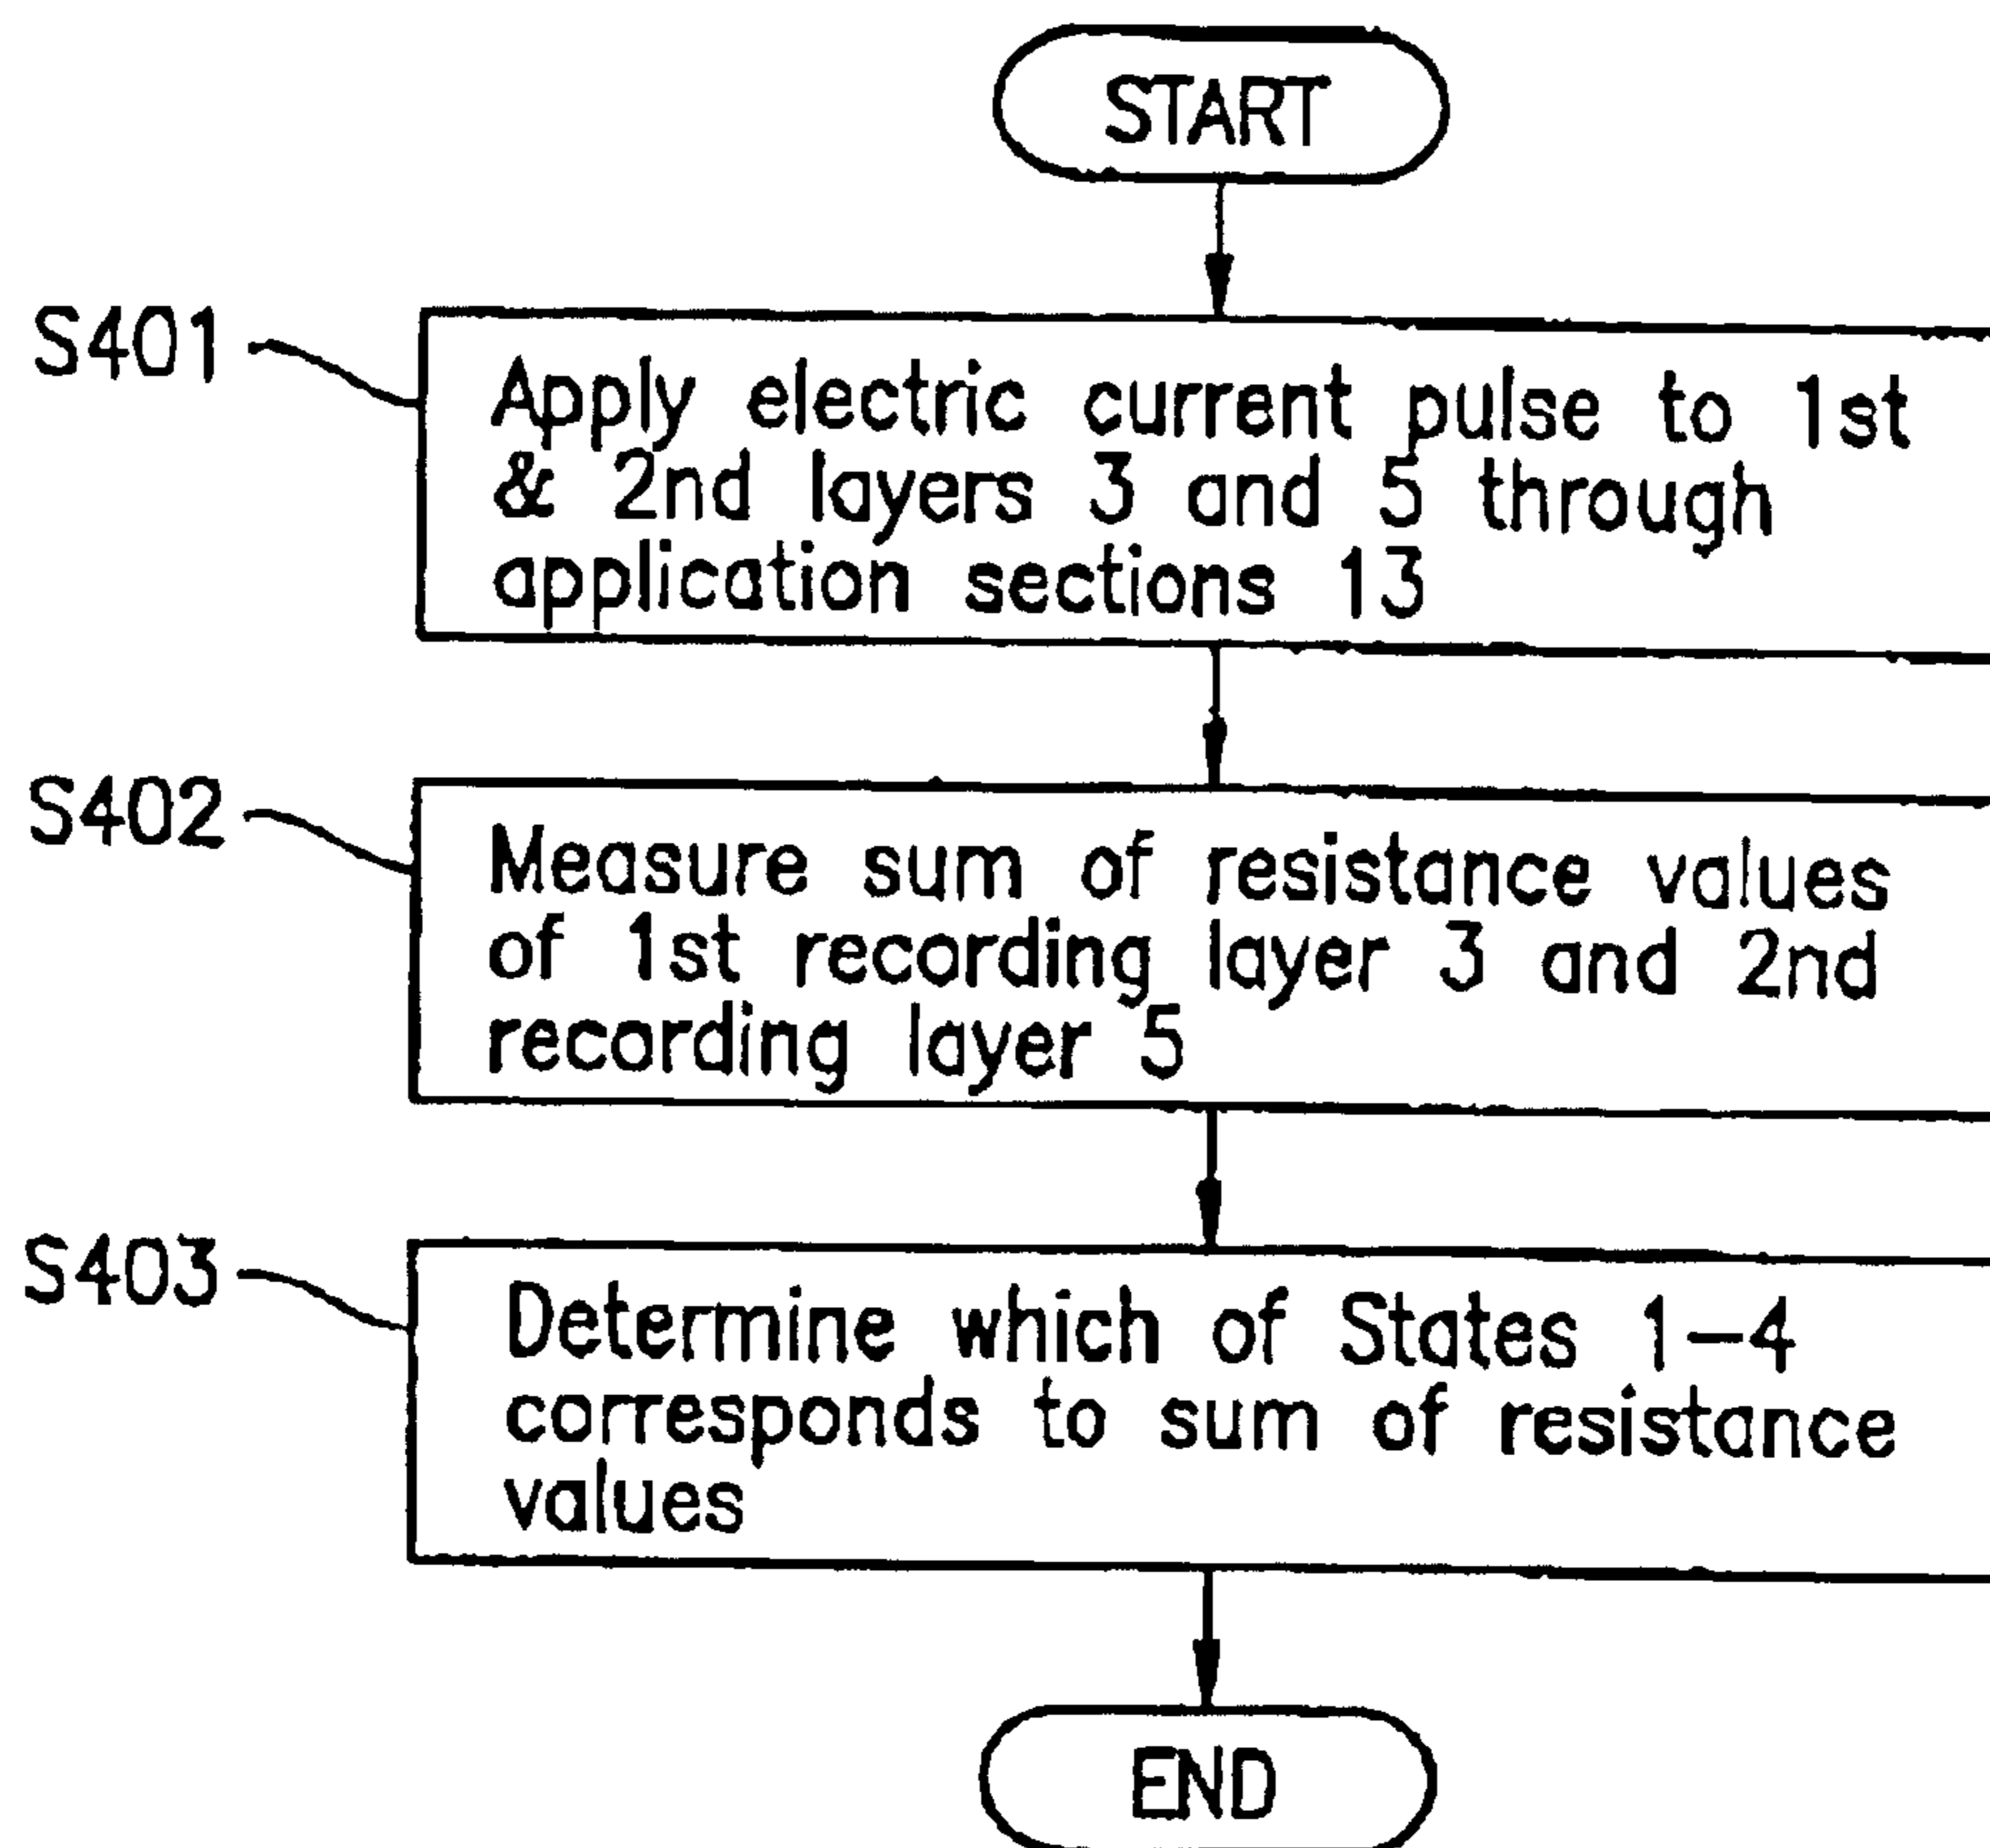 START
S401
Apply electric current pulse to 1st
& 2nd layers 3 and 5 through
application sections 13
S402
Measure sum of resistance values
of 1st recording layer 3 and 2nd
recording layer 5
S403
Determine which of States 1-4
corresponds to sum of resistance
values
END